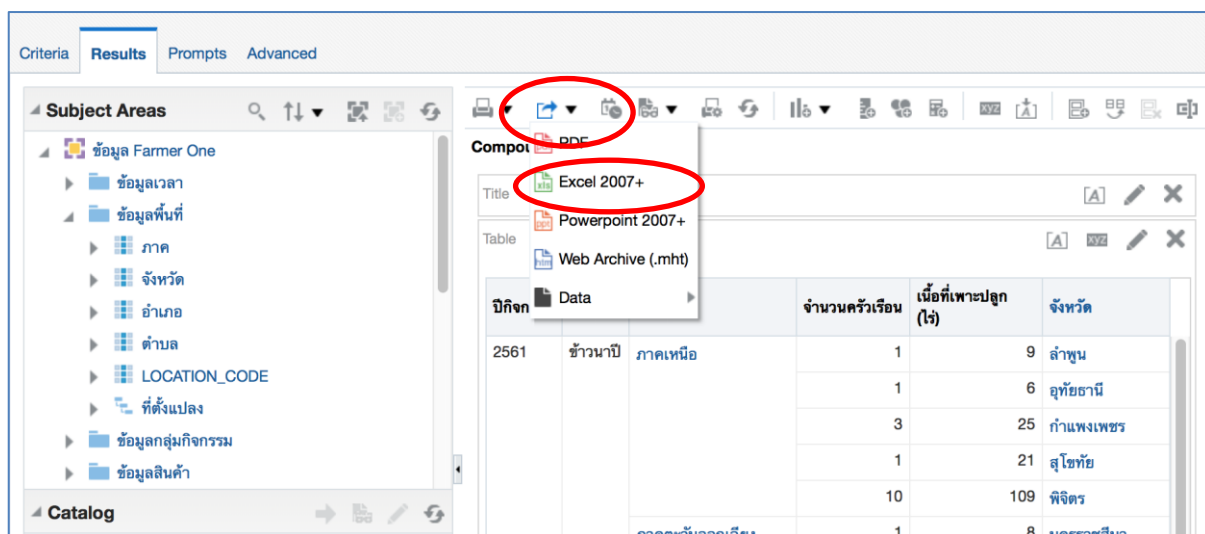 Criteria Results Prompts Advanced
Subject Areas
ข้อมูล Farmer One
ข้อมูลเวลา
ข้อมูลพื้นที่
ภาค
จังหวัด
อำเภอ
ตำบล
LOCATION_CODE
ที่ตั้งแปลง
ข้อมูลกลุ่มกิจกรรม
ข้อมูลสินค้า
Catalog
PDF
Excel 2007+
Powerpoint 2007+
Web Archive (.mht)
Data
Title
Table
จำนวนครัวเรือน เนื้อที่เพาะปลูก (ไร่) จังหวัด
2561 ข้าวนาปี ภาคเหนือ 1 9 ลำพูน
1 6 อุทัยธานี
3 25 กำแพงเพชร
1 21 สุโขทัย
10 109 พิจิตร
1 8